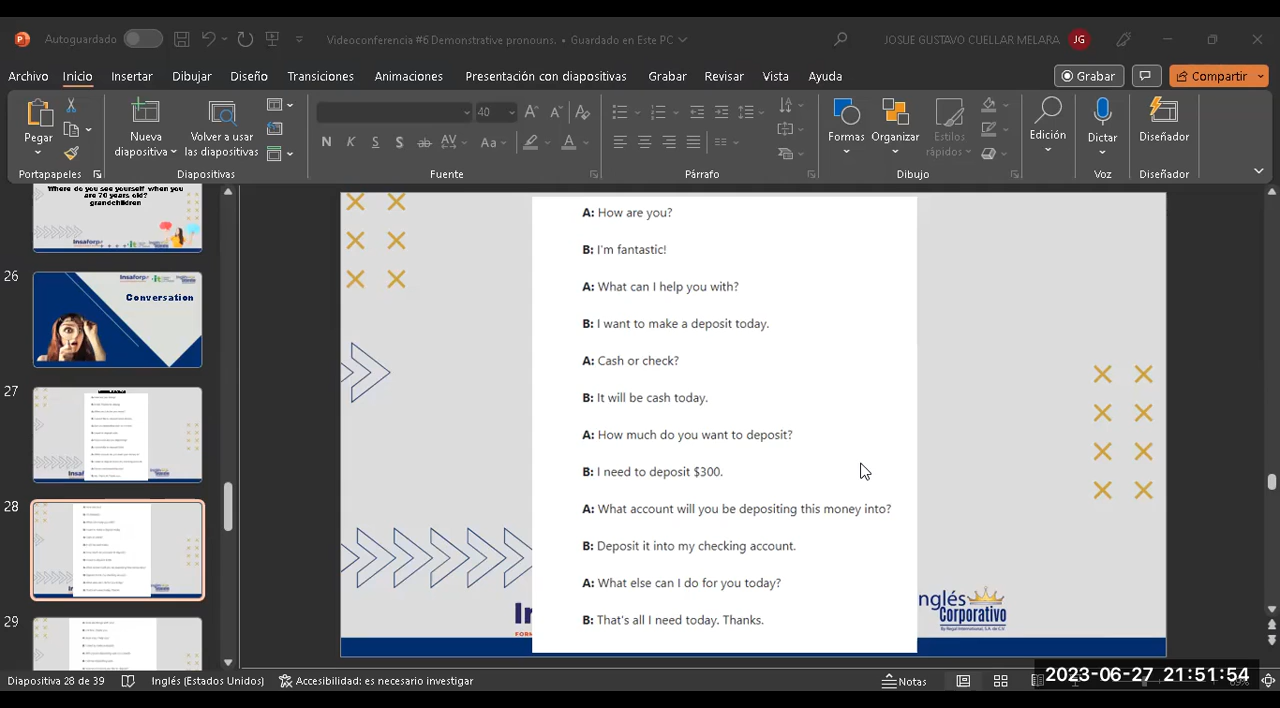 Autoguardado
Videoconferencia #6 Demonstrative pronouns. • Guardado en Este PC
JOSUE GUSTAVO CUELLAR MELARA
JG
Archivo Inicio Insertar Dibujar Diseño Transiciones Animaciones Presentación con diapositivas Grabar Revisar Vista Ayuda
Grabar
Compartir
Pegar
Nueva diapositiva
Volver a usar las diapositivas
40
N K S S ab AV Aa A
Formas
Organizar
Estilos rápidos
Edición
Dictar
Diseñador
Portapapeles
Diapositivas
Fuente
Párrafo
Dibujo
Voz
Diseñador
Where do you see yourself when you
are 70 years old?
grandchildren
Insaforp
26
Insaforp
Conversation
27
28
29
A: How are you?
B: I'm fantastic!
A: What can I help you with?
B: I want to make a deposit today.
A: Cash or check?
B: It will be cash today.
A: How much do you want to deposit?
B: I need to deposit $300.
A: What account will you be depositing this money into?
B: Deposit it into my checking account.
A: What else can I do for you today?
B: That's all I need today. Thanks.
nglés
Corporativo
Diapositiva 28 de 39
Inglés (Estados Unidos)
Accesibilidad: es necesario investigar
Notas
2023-06-27 21:51:54